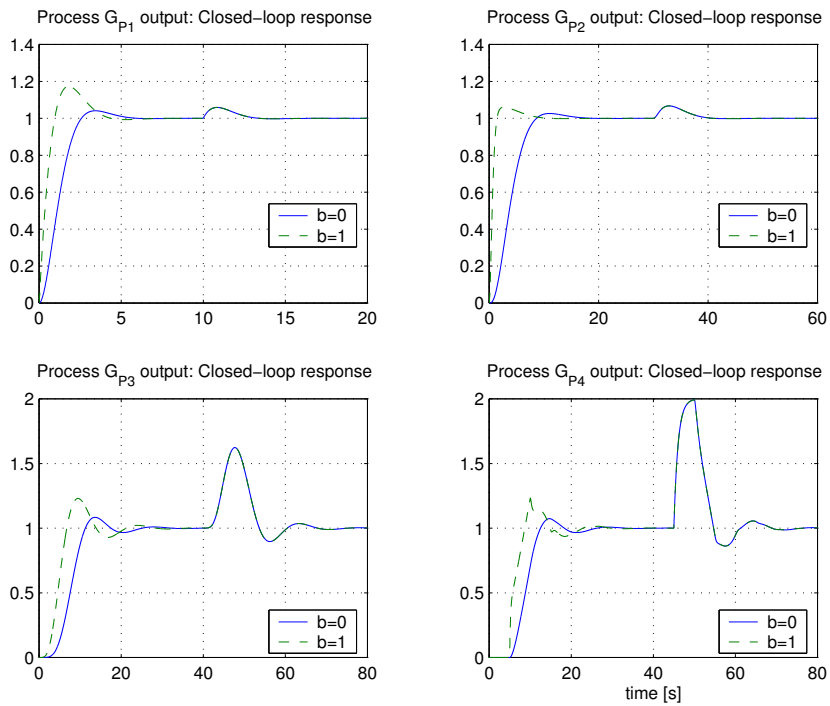 Process G_P1 output: Closed−loop response
1.4
1.2
1
0.8
0.6
0.4
0.2
0
0 5 10 15 20
b=0
b=1
Process G_P2 output: Closed−loop response
1.4
1.2
1
0.8
0.6
0.4
0.2
0
0 20 40 60
b=0
b=1
Process G_P3 output: Closed−loop response
2
1.5
1
0.5
0
0 20 40 60 80
b=0
b=1
Process G_P4 output: Closed−loop response
2
1.5
1
0.5
0
0 20 40 60 80
b=0
b=1
time [s]